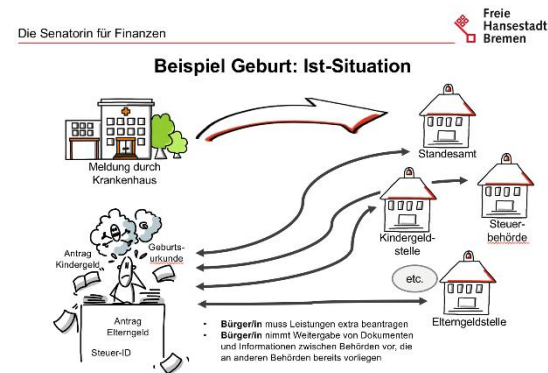 Die Senatorin für Finanzen
Freie
Hansestadt
Bremen
Beispiel Geburt: Ist-Situation
Meldung durch
Krankenhaus
Standesamt
Kindergeld-
stelle
Steuer-
behörde
Antrag
Kindergeld
Geburts-
urkunde
etc.
Elterngeldstelle
Antrag
Elterngeld
Steuer-ID
- Bürger/in muss Leistungen extra beantragen
- Bürger/in nimmt Weitergabe von Dokumenten
und Informationen zwischen Behörden vor, die
an anderen Behörden bereits vorliegen